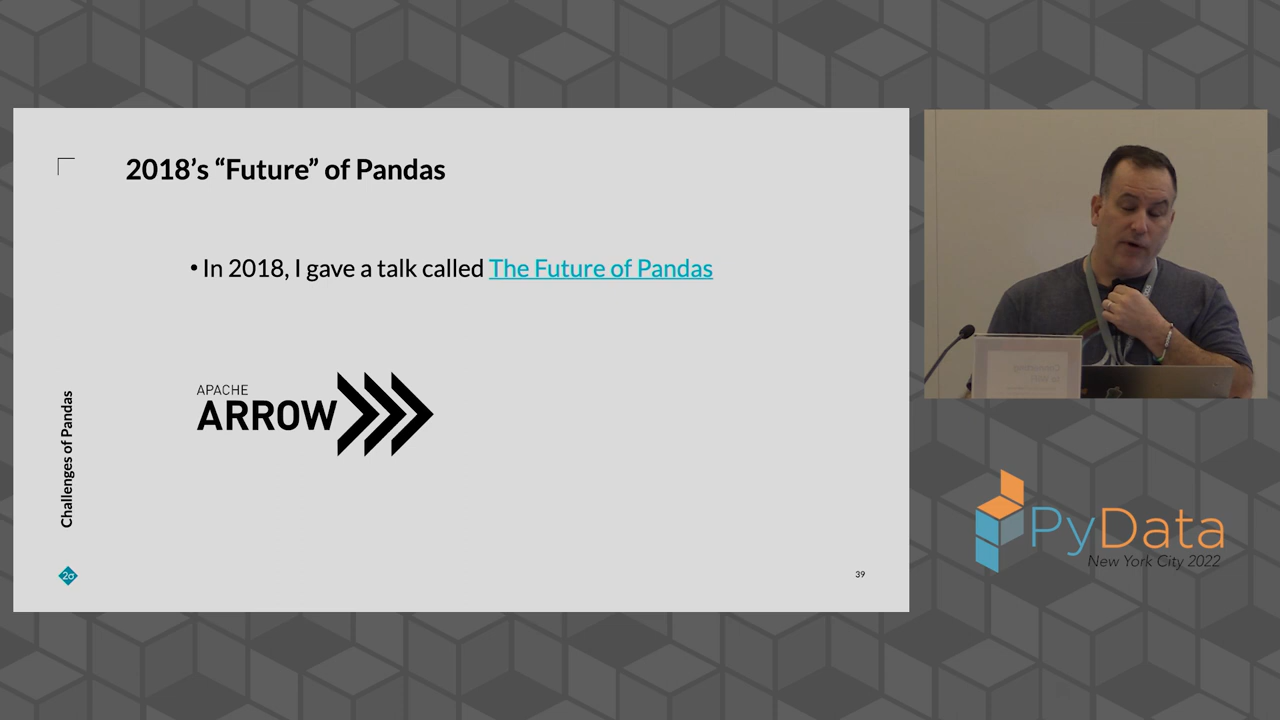 2018’s “Future” of Pandas
• In 2018, I gave a talk called The Future of Pandas
APACHE
ARROW
Challenges of Pandas
2σ
39
PyData
New York City 2022